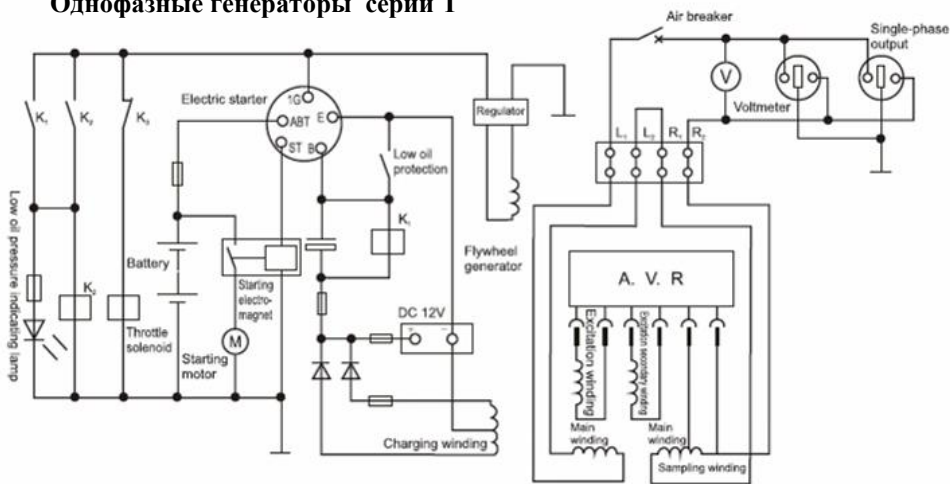 Однофазные генераторы серии Т
Air breaker
Single-phase
output
Electric starter
1G
ABT
E
ST
B
K₁
K₂
K₃
Regulator
V
Voltmeter
L₁
L₂
R₁
R₂
Low oil
protection
K₁
Flywheel
generator
Low oil pressure indicating lamp
Battery
K₂
Throttle
solenoid
Starting
electro-
magnet
M
Starting
motor
DC 12V
+
−
Charging winding
A. V. R
Excitation winding
Excitation secondary winding
Main
winding
Main
winding
Sampling winding